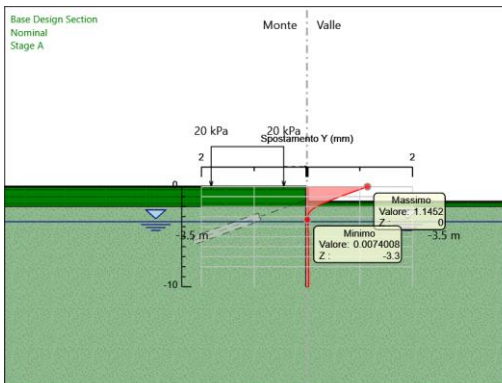 Base Design Section
Nominal
Stage A
Monte Valle
20 kPa 20 kPa
Spostamento Y (mm)
2 2
0
Massimo
Valore: 1.1452
Z : 0
-3.5 m -3.5 m
Minimo
Valore: 0.0074008
Z : -3.3
-10